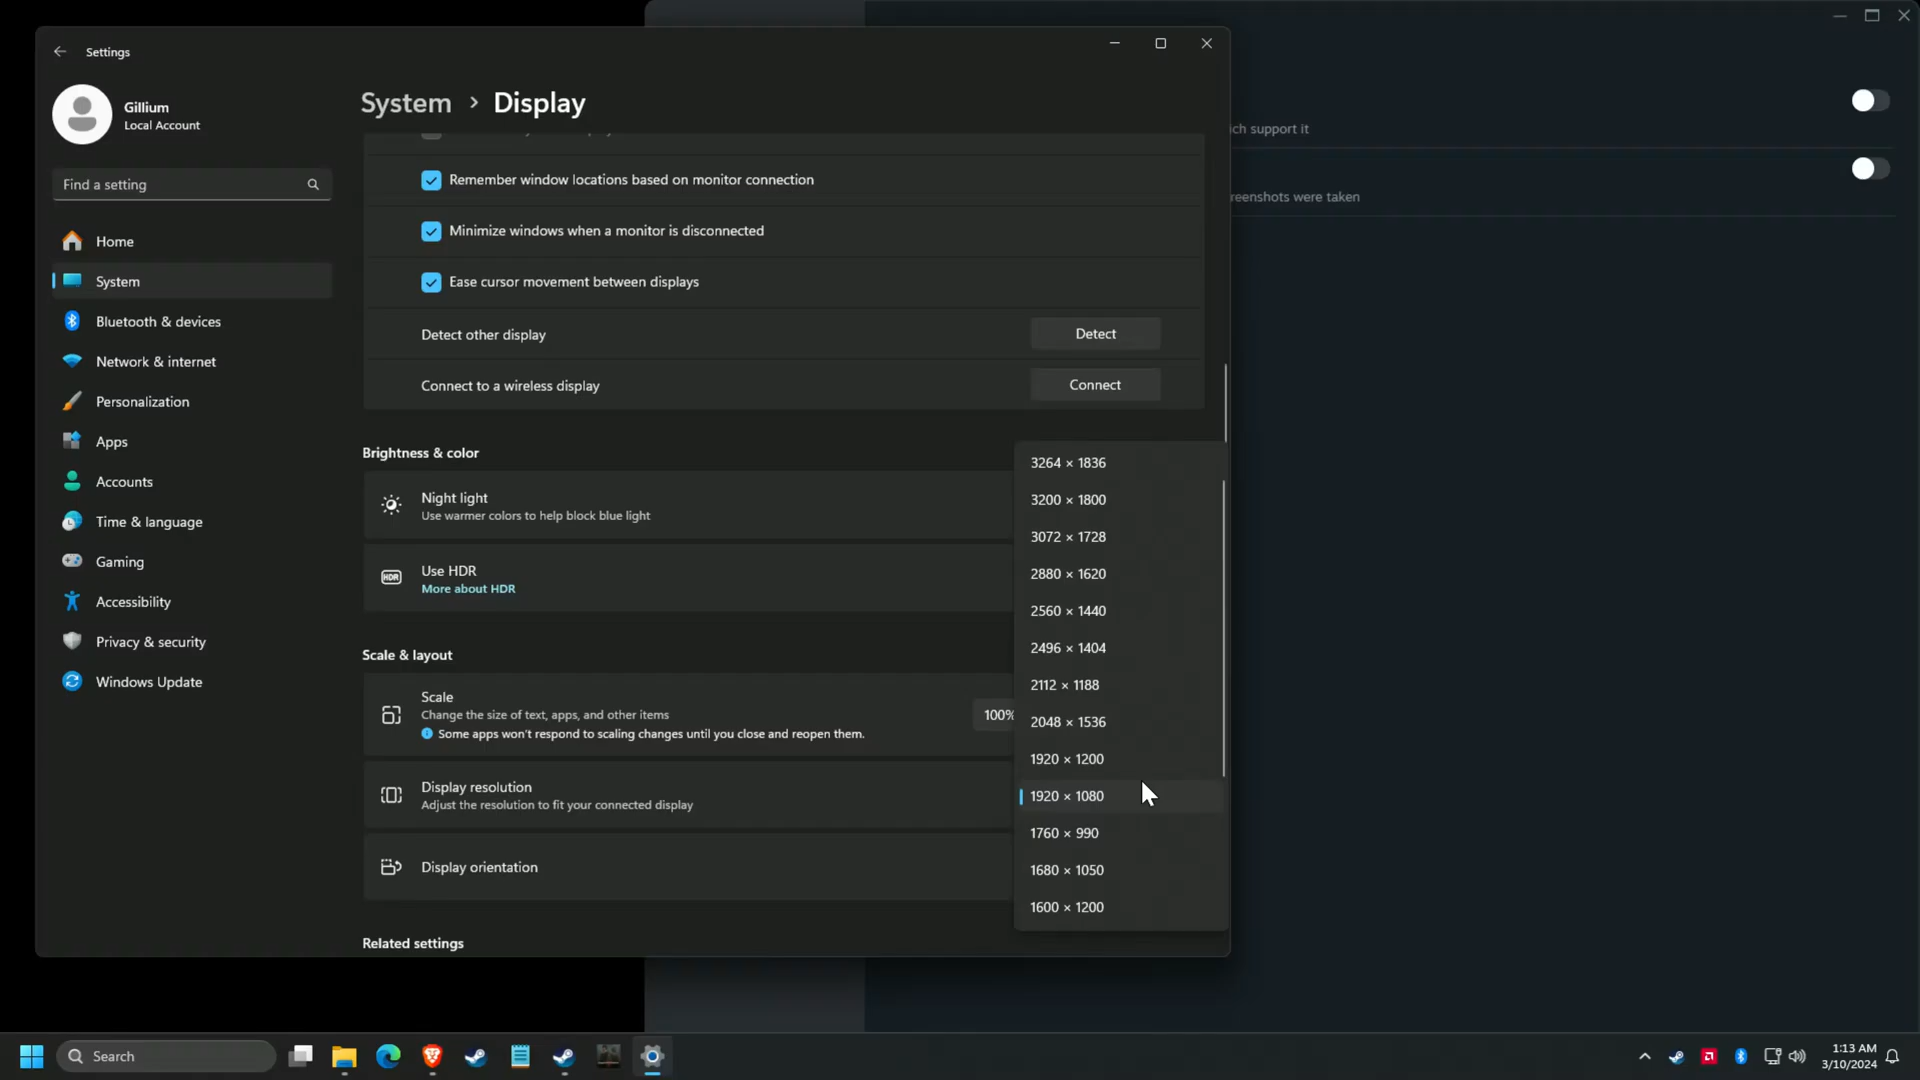 Settings
Gillium
Local Account
Find a setting
Home
System
Bluetooth & devices
Network & internet
Personalization
Apps
Accounts
Time & language
Gaming
Accessibility
Privacy & security
Windows Update
System > Display
Remember window locations based on monitor connection
Minimize windows when a monitor is disconnected
Ease cursor movement between displays
Detect other display
Detect
Connect to a wireless display
Connect
Brightness & color
Night light
Use warmer colors to help block blue light
HDR
Use HDR
More about HDR
Scale & layout
Scale
Change the size of text, apps, and other items
Some apps won't respond to scaling changes until you close and reopen them.
100%
Display resolution
Adjust the resolution to fit your connected display
Display orientation
Related settings
3264 × 1836
3200 × 1800
3072 × 1728
2880 × 1620
2560 × 1440
2496 × 1404
2112 × 1188
2048 × 1536
1920 × 1200
1920 × 1080
1760 × 990
1680 × 1050
1600 × 1200
ich support it
reenshots were taken
Search
1:13 AM
3/10/2024